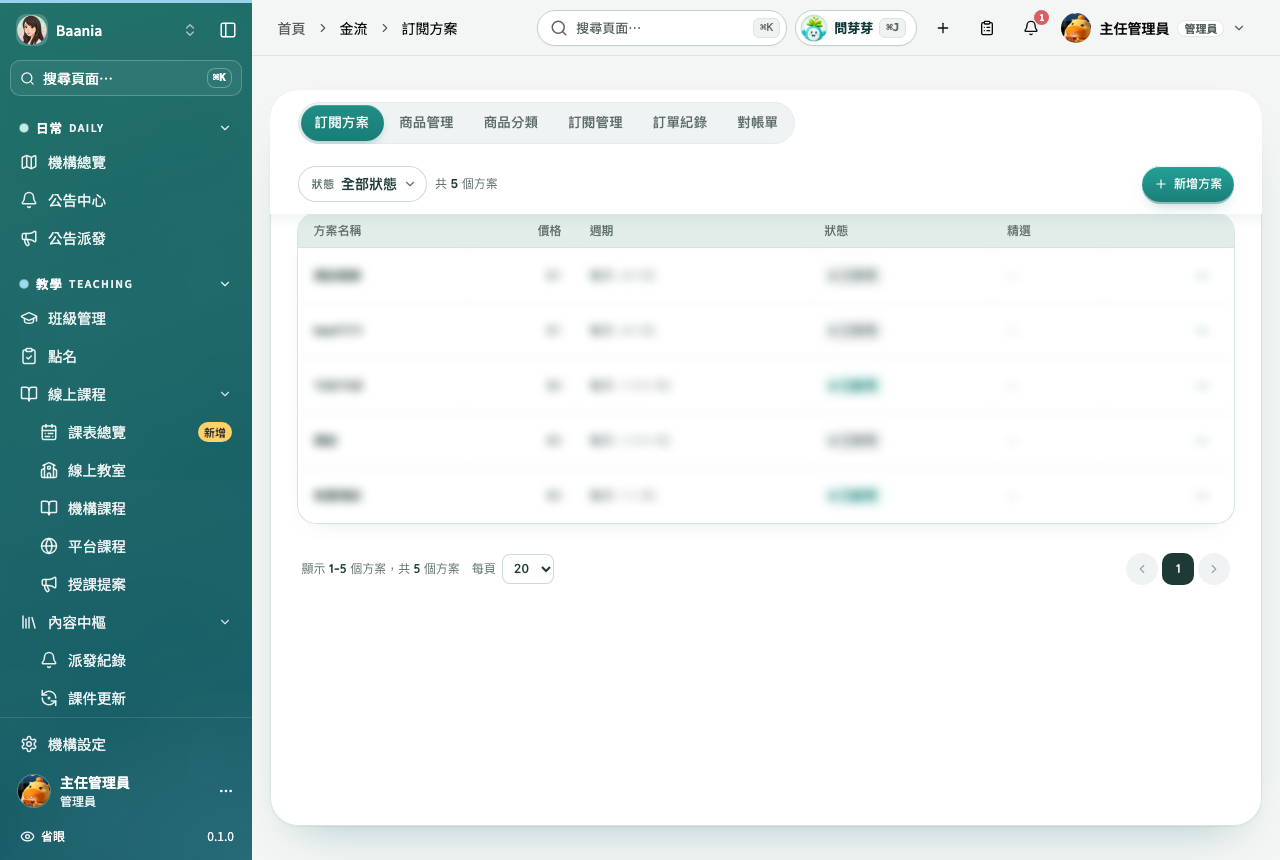 Baania
搜尋頁面… ⌘K
日常 DAILY
機構總覽
公告中心
公告派發
教學 TEACHING
班級管理
點名
線上課程
課表總覽 新增
線上教室
機構課程
平台課程
授課提案
內容中樞
派發紀錄
課件更新
機構設定
主任管理員
管理員
省眼 0.1.0
首頁 金流 訂閱方案
搜尋頁面… ⌘K
問芽芽 ⌘J
1
主任管理員 管理員
訂閱方案 商品管理 商品分類 訂閱管理 訂單紀錄 對帳單
狀態 全部狀態 共 5 個方案
新增方案
方案名稱 價格 週期 狀態 精選
顯示 1-5 個方案，共 5 個方案 每頁 20
1